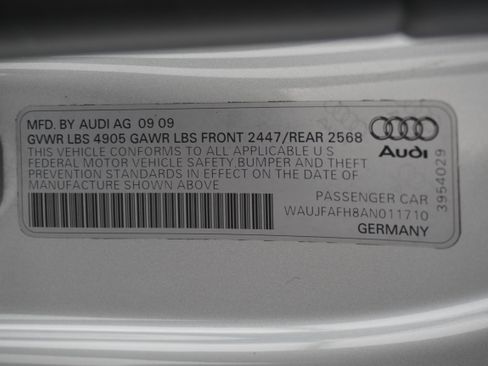 MFD. BY AUDI AG 09 09
GVWR LBS 4905 GAWR LBS FRONT 2447/REAR 2568
THIS VEHICLE CONFORMS TO ALL APPLICABLE U S
FEDERAL MOTOR VEHICLE SAFETY, BUMPER AND THEFT
PREVENTION STANDARDS IN EFFECT ON THE DATE OF
MANUFACTURE SHOWN ABOVE
Audi
PASSENGER CAR
WAUJFAFH8AN011710
GERMANY
3954029